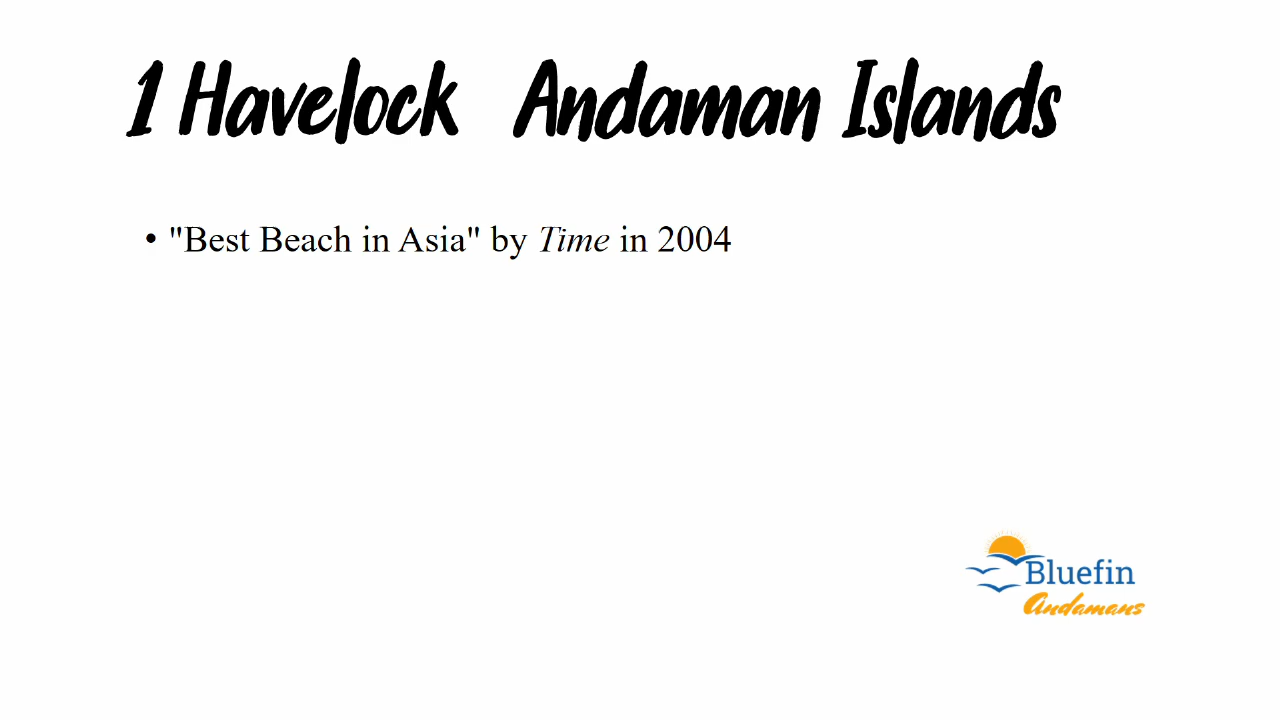 1 Havelock Andaman Islands
• "Best Beach in Asia" by Time in 2004
Bluefin
Andamans